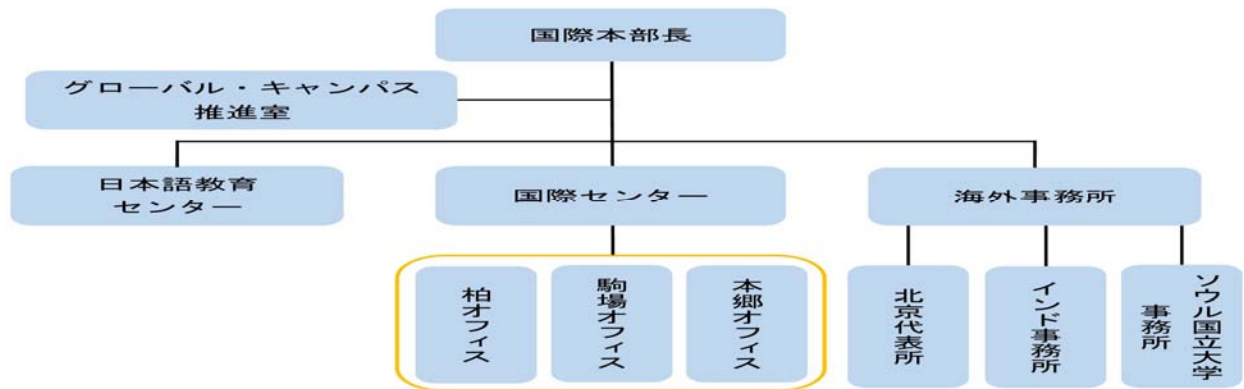 国際本部長
グローバル・キャンパス
推進室
日本語教育
センター
国際センター
海外事務所
柏オフィス
駒場オフィス
本郷オフィス
北京代表所
インド事務所
ソウル国立大学
事務所